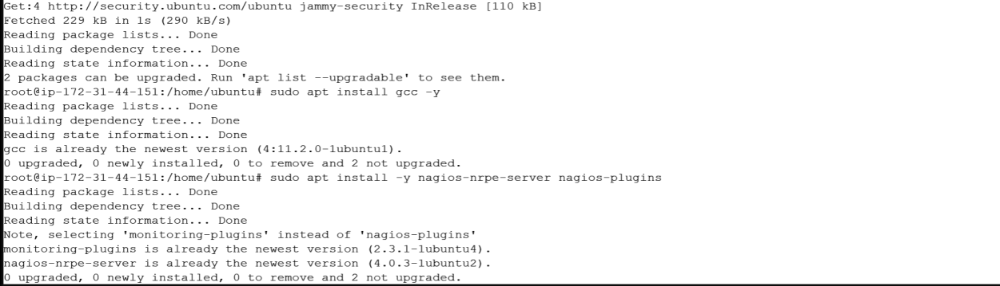 Get:4 http://security.ubuntu.com/ubuntu jammy-security InRelease [110 kB]
Fetched 229 kB in 1s (290 kB/s)
Reading package lists... Done
Building dependency tree... Done
Reading state information... Done
2 packages can be upgraded. Run 'apt list --upgradable' to see them.
root@ip-172-31-44-151:/home/ubuntu# sudo apt install gcc -y
Reading package lists... Done
Building dependency tree... Done
Reading state information... Done
gcc is already the newest version (4:11.2.0-1ubuntu1).
0 upgraded, 0 newly installed, 0 to remove and 2 not upgraded.
root@ip-172-31-44-151:/home/ubuntu# sudo apt install -y nagios-nrpe-server nagios-plugins
Reading package lists... Done
Building dependency tree... Done
Reading state information... Done
Note, selecting 'monitoring-plugins' instead of 'nagios-plugins'
monitoring-plugins is already the newest version (2.3.1-1ubuntu4).
nagios-nrpe-server is already the newest version (4.0.3-1ubuntu2).
0 upgraded, 0 newly installed, 0 to remove and 2 not upgraded.